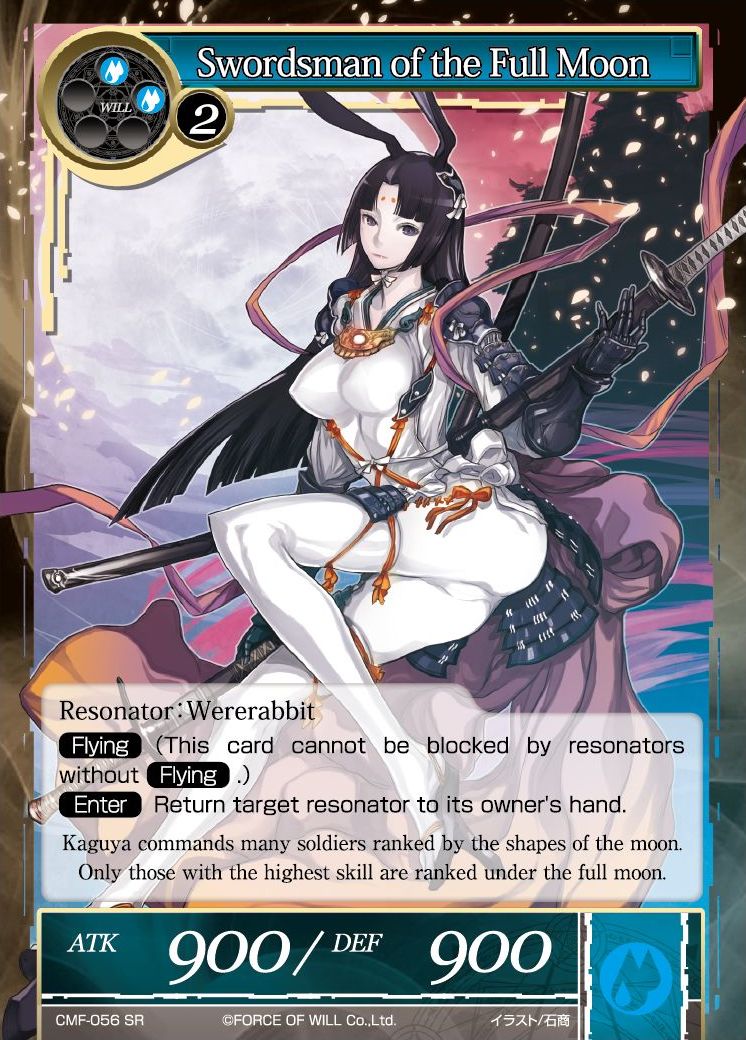 Swordsman of the Full Moon
WILL
2
Resonator:Wererabbit
Flying (This card cannot be blocked by resonators
without Flying .)
Enter Return target resonator to its owner's hand.
Kaguya commands many soldiers ranked by the shapes of the moon.
Only those with the highest skill are ranked under the full moon.
ATK 900/ DEF 900
CMF-056 SR ©FORCE OF WILL Co.,Ltd. イラスト/石商